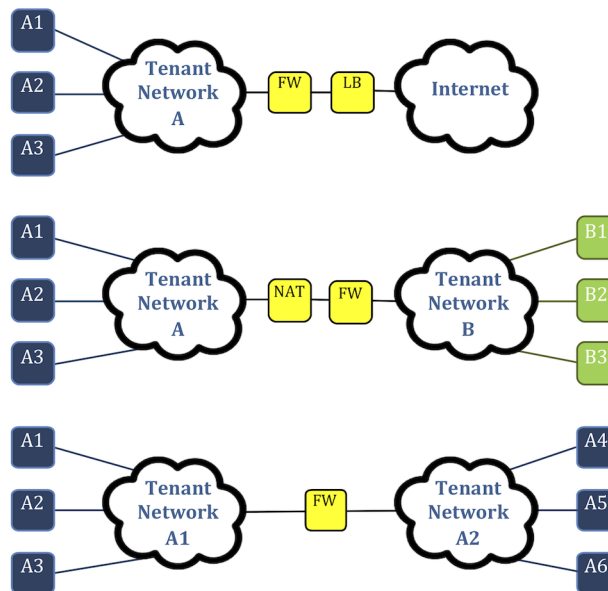 A1
Tenant
Network
A
FW
LB
Internet
A2
A3
A1
Tenant
Network
A
NAT
FW
Tenant
Network
B
B1
A2
B2
A3
B3
A1
Tenant
Network
A1
FW
Tenant
Network
A2
A4
A2
A5
A3
A6